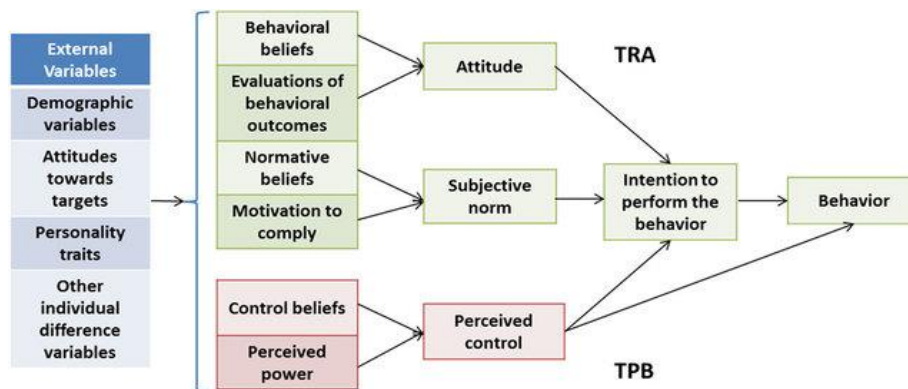 External
Variables
Demographic
variables
Attitudes
towards
targets
Personality
traits
Other
individual
difference
variables
Behavioral
beliefs
Evaluations of
behavioral
outcomes
Normative
beliefs
Motivation to
comply
Control beliefs
Perceived
power
Attitude
Subjective
norm
Perceived
control
TRA
Intention to
perform the
behavior
Behavior
TPB